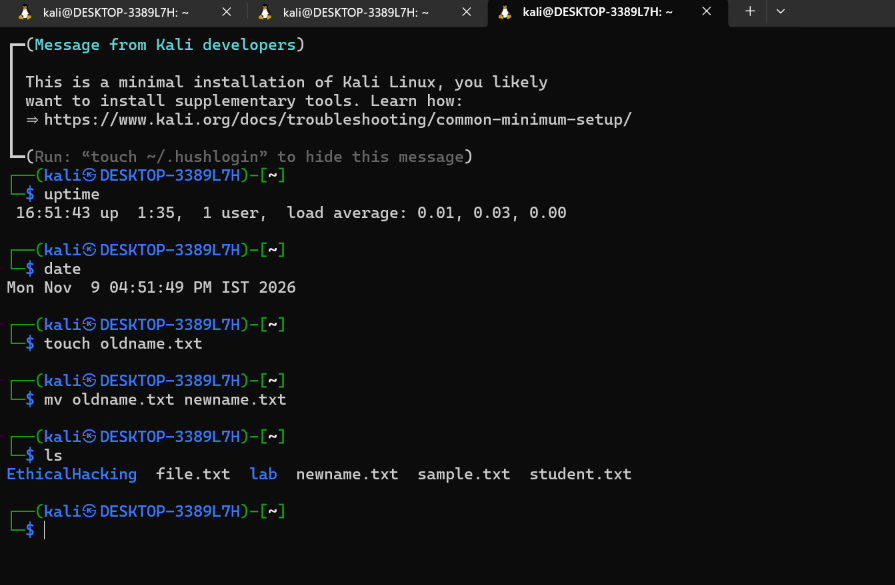 kali@DESKTOP-3389L7H: ~ kali@DESKTOP-3389L7H: ~ kali@DESKTOP-3389L7H: ~
(Message from Kali developers)
This is a minimal installation of Kali Linux, you likely
want to install supplementary tools. Learn how:
⇒ https://www.kali.org/docs/troubleshooting/common-minimum-setup/
(Run: “touch ~/.hushlogin” to hide this message)
┌──(kali㉿DESKTOP-3389L7H)-[~]
└─$ uptime
16:51:43 up  1:35,  1 user,  load average: 0.01, 0.03, 0.00
┌──(kali㉿DESKTOP-3389L7H)-[~]
└─$ date
Mon Nov  9 04:51:49 PM IST 2026
┌──(kali㉿DESKTOP-3389L7H)-[~]
└─$ touch oldname.txt
┌──(kali㉿DESKTOP-3389L7H)-[~]
└─$ mv oldname.txt newname.txt
┌──(kali㉿DESKTOP-3389L7H)-[~]
└─$ ls
EthicalHacking  file.txt  lab  newname.txt  sample.txt  student.txt
┌──(kali㉿DESKTOP-3389L7H)-[~]
└─$